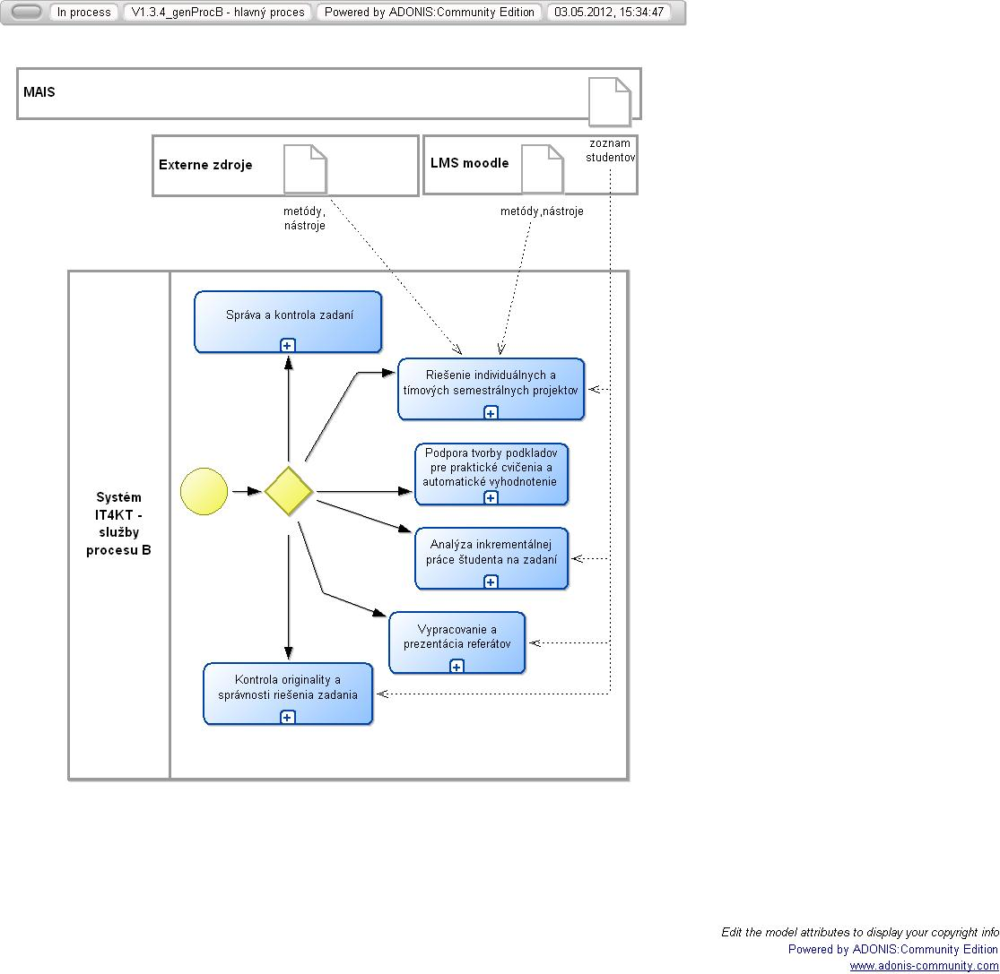 In process V1.3.4_genProcB - hlavný proces Powered by ADONIS:Community Edition 03.05.2012, 15:34:47
MAIS
zoznam
studentov
Externe zdroje
LMS moodle
metódy,
nástroje
metódy,nástroje
Systém
IT4KT -
služby
procesu B
Správa a kontrola zadaní
Riešenie individuálnych a
tímových semestrálnych projektov
Podpora tvorby podkladov
pre praktické cvičenia a
automatické vyhodnotenie
Analýza inkrementálnej
práce študenta na zadaní
Vypracovanie a
prezentácia referátov
Kontrola originality a
správnosti riešenia zadania
Edit the model attributes to display your copyright info
Powered by ADONIS:Community Edition
www.adonis-community.com